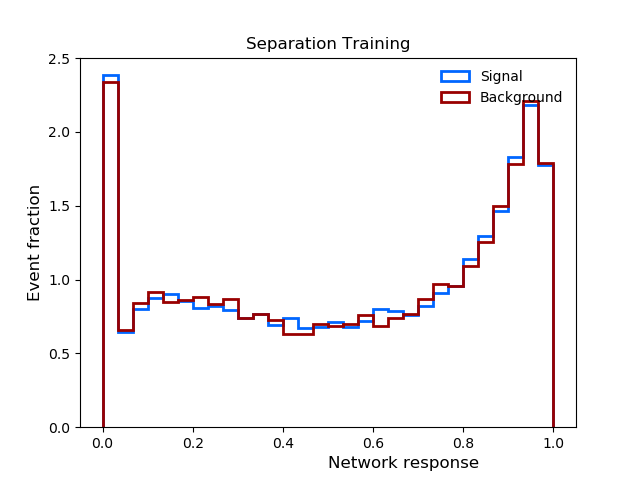 Separation Training
Signal
Background
Event fraction
2.5
2.0
1.5
1.0
0.5
0.0
0.0 0.2 0.4 0.6 0.8 1.0
Network response